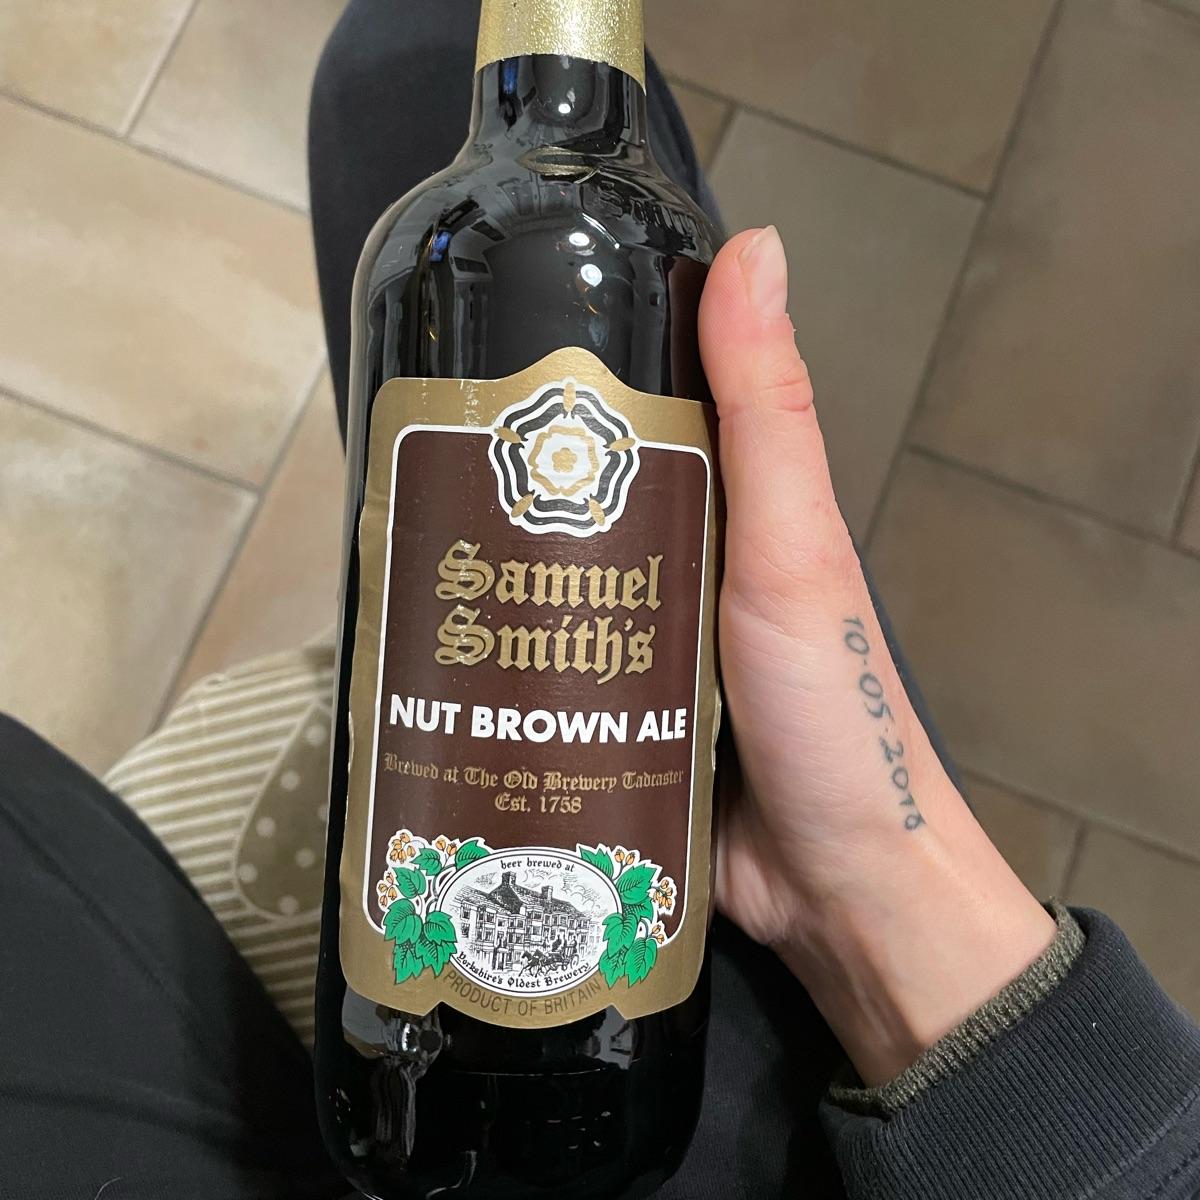 Samuel
Smith's
NUT BROWN ALE
Brewed at The Old Brewery Tadcaster
Est. 1758
beer brewed at
Yorkshire's Oldest Brewery
PRODUCT OF BRITAIN
10.05.2018